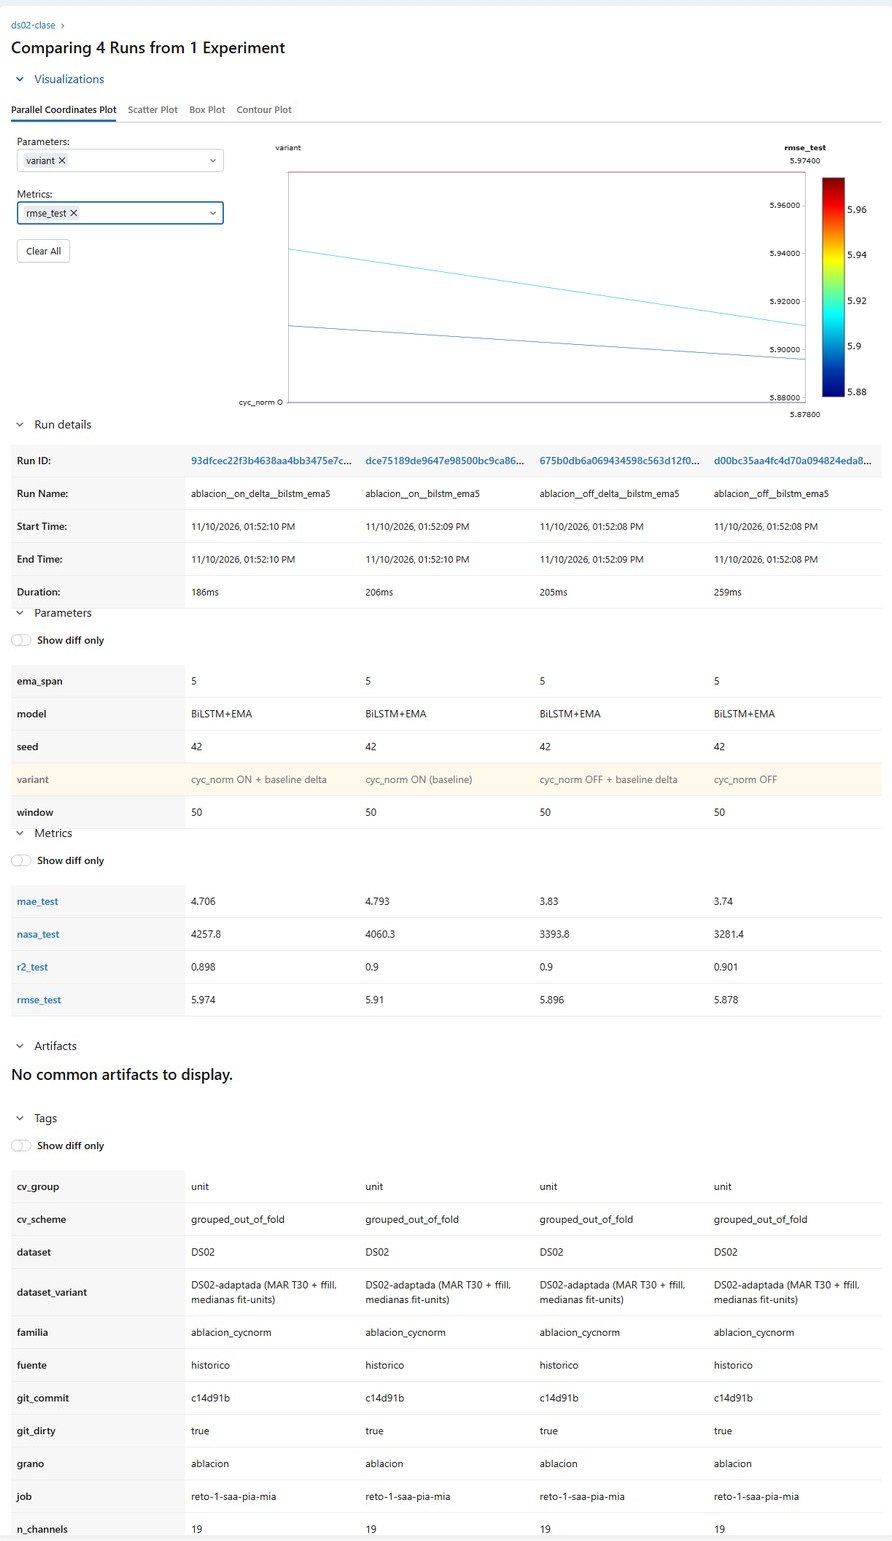 ds02-clase ›
Comparing 4 Runs from 1 Experiment
Visualizations
Parallel Coordinates Plot Scatter Plot Box Plot Contour Plot
Parameters:
variant ×
Metrics:
rmse_test ×
Clear All
variant
rmse_test
5.97400
5.96000
5.94000
5.92000
5.90000
5.88000
5.87800
cyc_norm O
5.96
5.94
5.92
5.9
5.88
Run details
Run ID: 93dfcec22f3b4638aa4bb3475e7c... dce75189de9647e98500bc9ca86... 675b0db6a069434598c563d12f0... d00bc35aa4fc4d70a094824eda8...
Run Name: ablacion__on_delta__bilstm_ema5 ablacion__on__bilstm_ema5 ablacion__off_delta__bilstm_ema5 ablacion__off__bilstm_ema5
Start Time: 11/10/2026, 01:52:10 PM 11/10/2026, 01:52:09 PM 11/10/2026, 01:52:08 PM 11/10/2026, 01:52:08 PM
End Time: 11/10/2026, 01:52:10 PM 11/10/2026, 01:52:10 PM 11/10/2026, 01:52:09 PM 11/10/2026, 01:52:08 PM
Duration: 186ms 206ms 205ms 259ms
Parameters
Show diff only
ema_span 5 5 5 5
model BiLSTM+EMA BiLSTM+EMA BiLSTM+EMA BiLSTM+EMA
seed 42 42 42 42
variant cyc_norm ON + baseline delta cyc_norm ON (baseline) cyc_norm OFF + baseline delta cyc_norm OFF
window 50 50 50 50
Metrics
Show diff only
mae_test 4.706 4.793 3.83 3.74
nasa_test 4257.8 4060.3 3393.8 3281.4
r2_test 0.898 0.9 0.9 0.901
rmse_test 5.974 5.91 5.896 5.878
Artifacts
No common artifacts to display.
Tags
Show diff only
cv_group unit unit unit unit
cv_scheme grouped_out_of_fold grouped_out_of_fold grouped_out_of_fold grouped_out_of_fold
dataset DS02 DS02 DS02 DS02
dataset_variant DS02-adaptada (MAR T30 + ffill, DS02-adaptada (MAR T30 + ffill, DS02-adaptada (MAR T30 + ffill, DS02-adaptada (MAR T30 + ffill,
medianas fit-units) medianas fit-units) medianas fit-units) medianas fit-units)
familia ablacion_cycnorm ablacion_cycnorm ablacion_cycnorm ablacion_cycnorm
fuente historico historico historico historico
git_commit c14d91b c14d91b c14d91b c14d91b
git_dirty true true true true
grano ablacion ablacion ablacion ablacion
job reto-1-saa-pia-mia reto-1-saa-pia-mia reto-1-saa-pia-mia reto-1-saa-pia-mia
n_channels 19 19 19 19